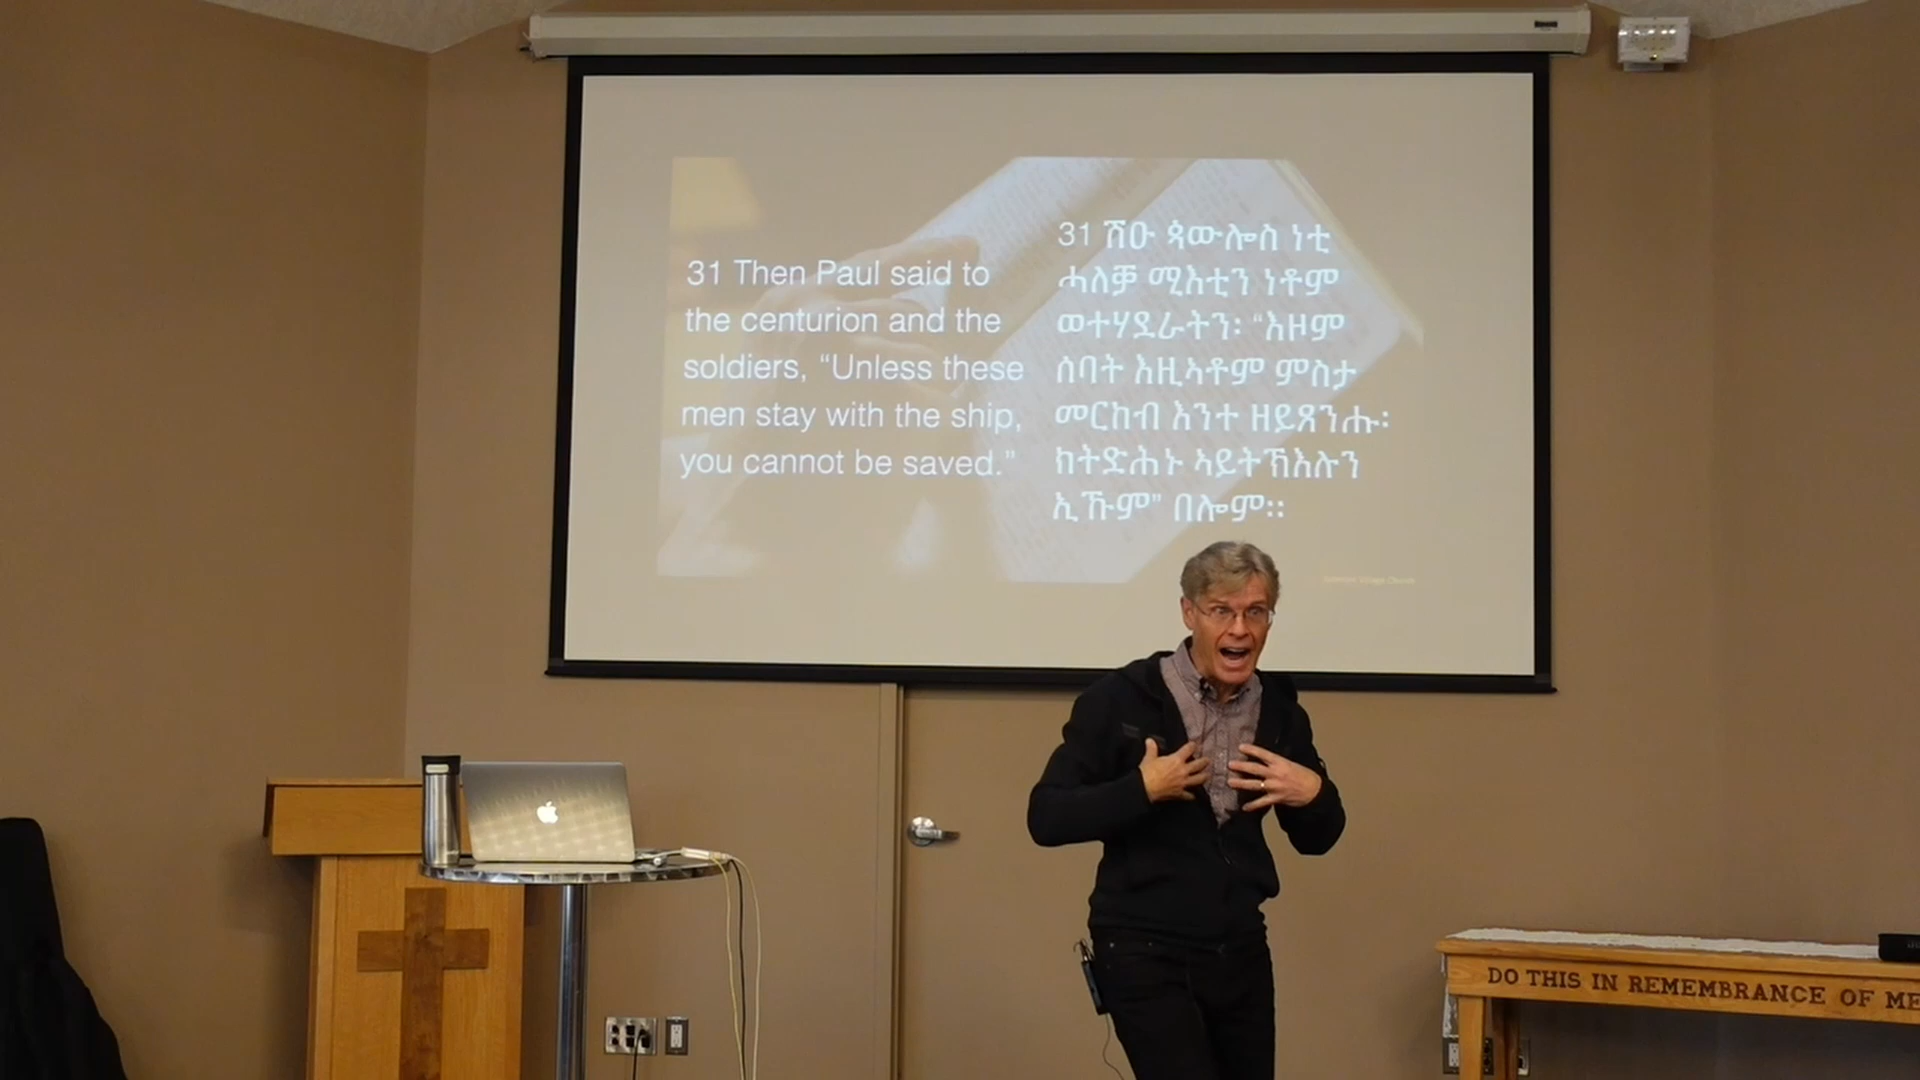 31 Then Paul said to
the centurion and the
soldiers, “Unless these
men stay with the ship,
you cannot be saved.”
31 ሽዑ ጳውሎስ ነቲ
ሓለቓ ሚእቲን ነቶም
ወተሃደራትን፡ “እዞም
ሰባት እዚኣቶም ምስታ
መርከብ እንተ ዘይጸንሑ፡
ክትድሕኑ ኣይትኽእሉን
ኢኹም” በሎም።
DO THIS IN REMEMBRANCE OF ME